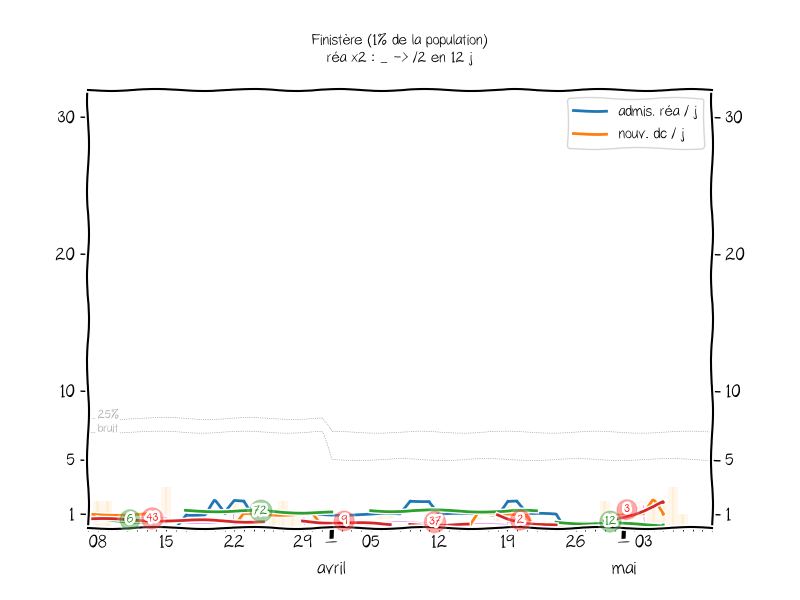 Finistère (1% de la population)
réa x2 : _ -> /2 en 12 j
admis. réa / j
nouv. dc / j
30
30
20
20
10
10
25%
bruit
5
5
1
1
6
43
72
9
37
2
12
3
08 15 22 29 05 12 19 26 03
avril mai